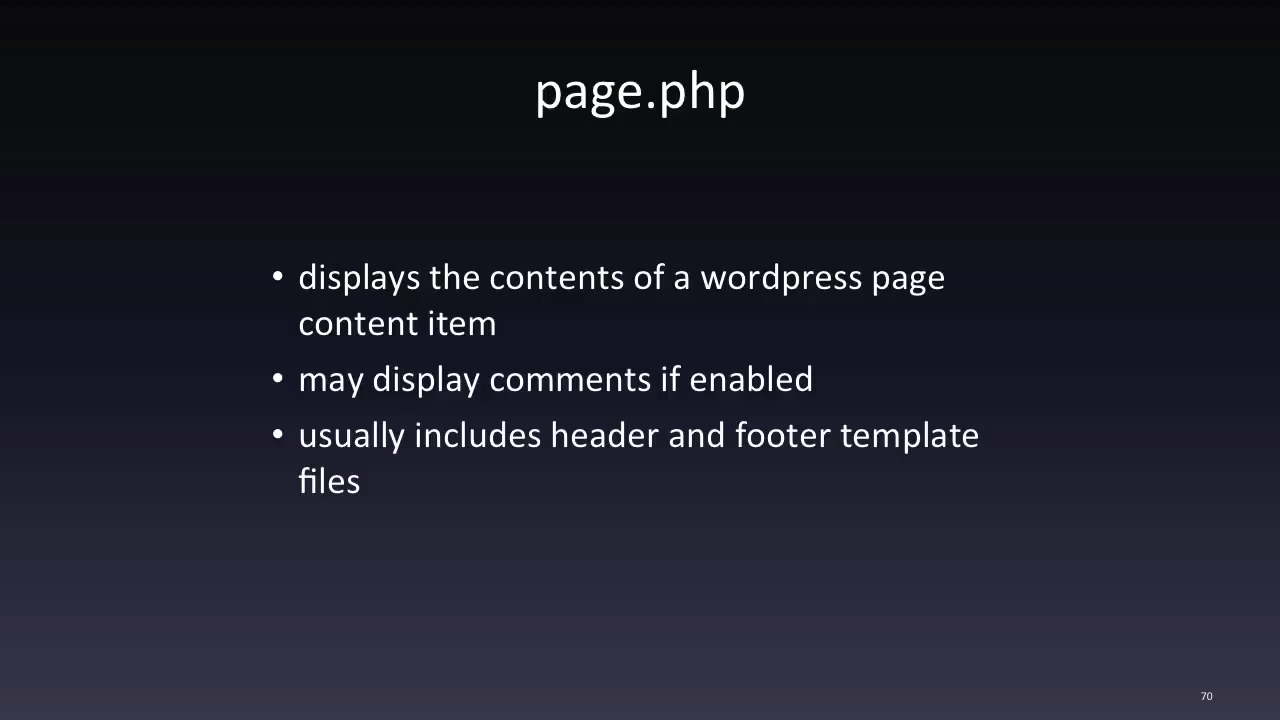 page.php
• displays the contents of a wordpress page
content item
• may display comments if enabled
• usually includes header and footer template
files
70